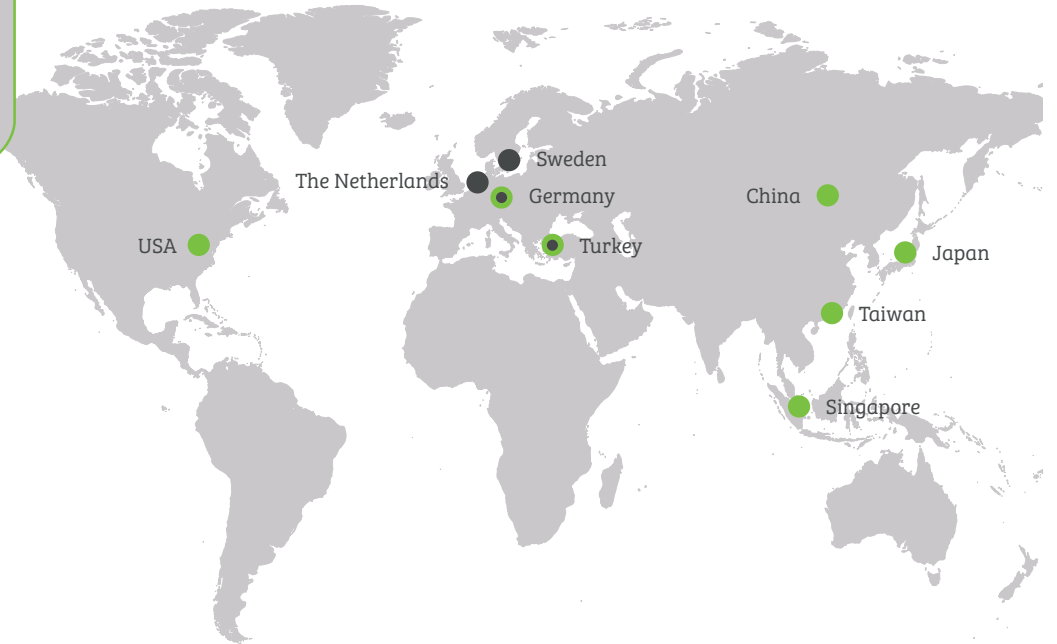 Sweden
The Netherlands
Germany
China
USA
Turkey
Japan
Taiwan
Singapore